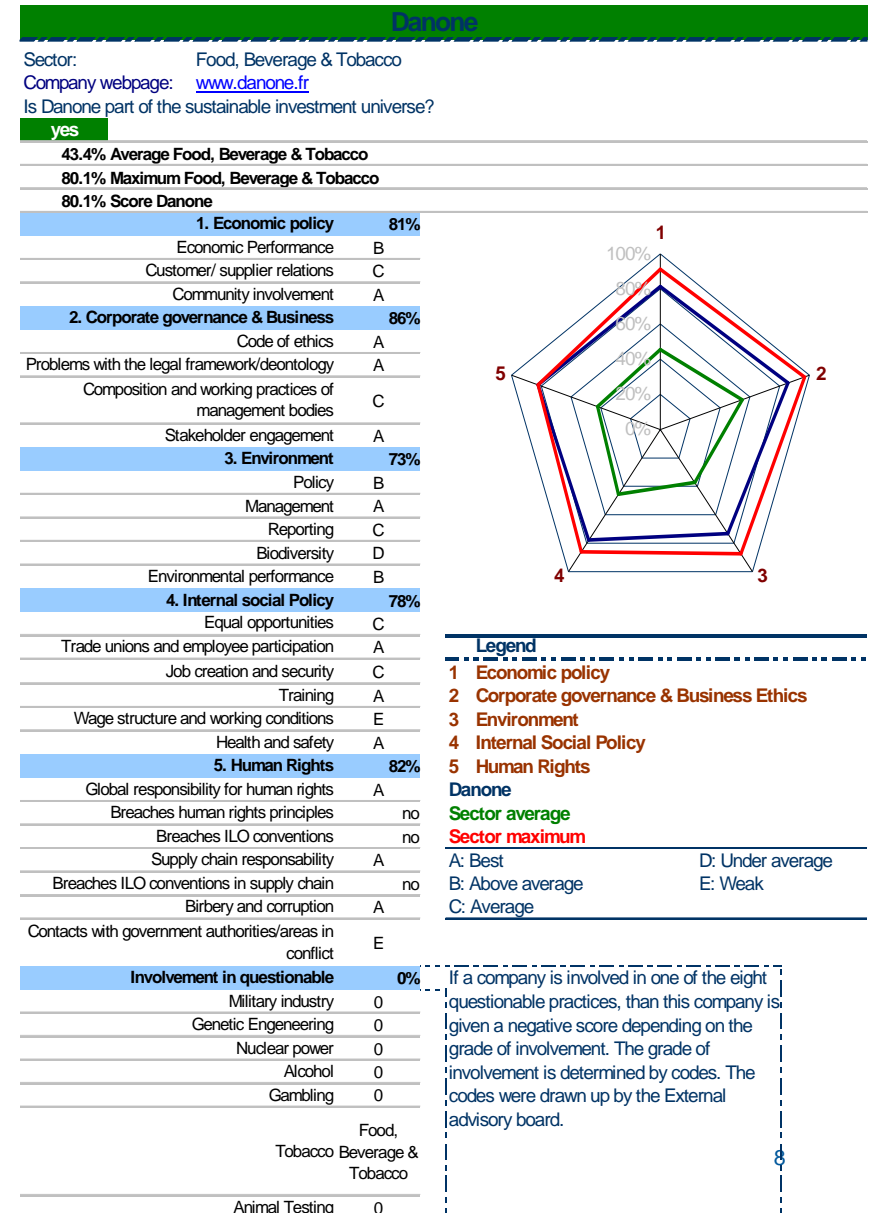 Danone
Sector: Food, Beverage & Tobacco
Company webpage: www.danone.fr
Is Danone part of the sustainable investment universe?
yes
43.4% Average Food, Beverage & Tobacco
80.1% Maximum Food, Beverage & Tobacco
80.1% Score Danone
1. Economic policy 81%
Economic Performance B
Customer/ supplier relations C
Community involvement A
2. Corporate governance & Business 86%
Code of ethics A
Problems with the legal framework/deontology A
Composition and working practices of
management bodies C
Stakeholder engagement A
3. Environment 73%
Policy B
Management A
Reporting C
Biodiversity D
Environmental performance B
4. Internal social Policy 78%
Equal opportunities C
Trade unions and employee participation A
Job creation and security C
Training A
Wage structure and working conditions E
Health and safety A
5. Human Rights 82%
Global responsibility for human rights A
Breaches human rights principles no
Breaches ILO conventions no
Supply chain responsability A
Breaches ILO conventions in supply chain no
Birbery and corruption A
Contacts with government authorities/areas in
conflict E
Involvement in questionable 0%
Military industry 0
Genetic Engeneering 0
Nuclear power 0
Alcohol 0
Gambling 0
Tobacco Food,
Beverage &
Tobacco
Animal Testing 0
1
100%
80%
60%
40%
20%
0%
5
2
4
3
Legend
1 Economic policy
2 Corporate governance & Business Ethics
3 Environment
4 Internal Social Policy
5 Human Rights
Danone
Sector average
Sector maximum
A: Best D: Under average
B: Above average E: Weak
C: Average
If a company is involved in one of the eight
questionable practices, than this company is
given a negative score depending on the
grade of involvement. The grade of
involvement is determined by codes. The
codes were drawn up by the External
advisory board.
8